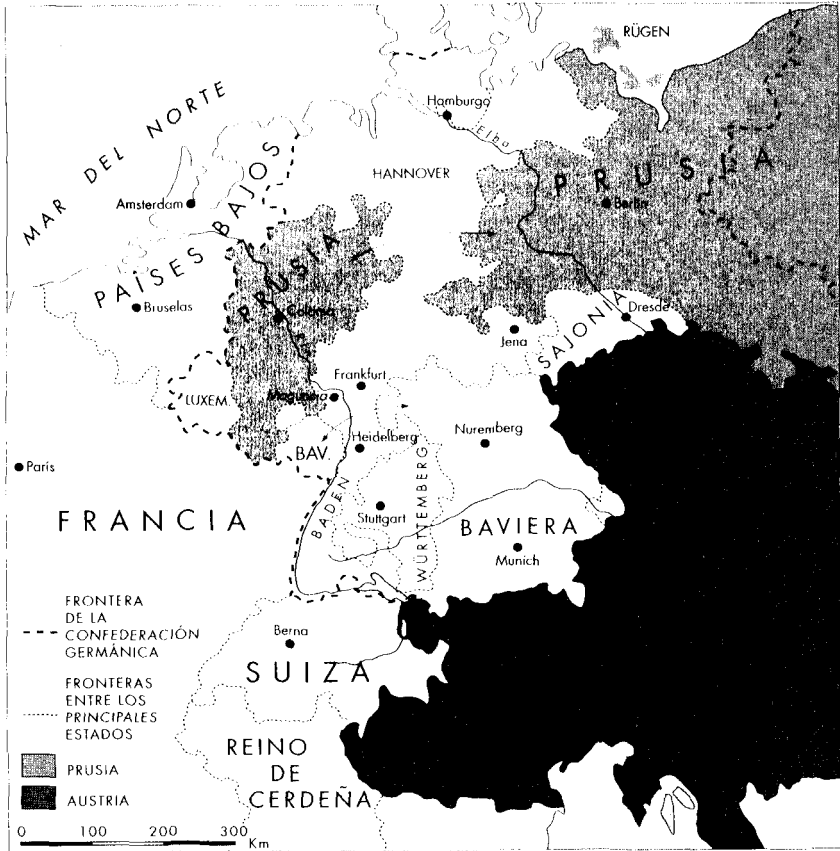 RÜGEN
MAR DEL NORTE
Hamburgo
Elba
HANNOVER
PRUSIA
Amsterdam
Berlín
PAÍSES BAJOS
PRUSIA
Bruselas
Colonia
SAJONIA
Dresde
Jena
LUXEM.
Frankfurt
Maguncia
BAV.
Heidelberg
Nuremberg
París
FRANCIA
BADEN
Stuttgart
WÜRTTEMBERG
BAVIERA
Munich
Berna
SUIZA
REINO
DE
CERDEÑA
FRONTERA
DE LA
CONFEDERACIÓN
GERMÁNICA
FRONTERAS
ENTRE LOS
PRINCIPALES
ESTADOS
PRUSIA
AUSTRIA
0 100 200 300
Km